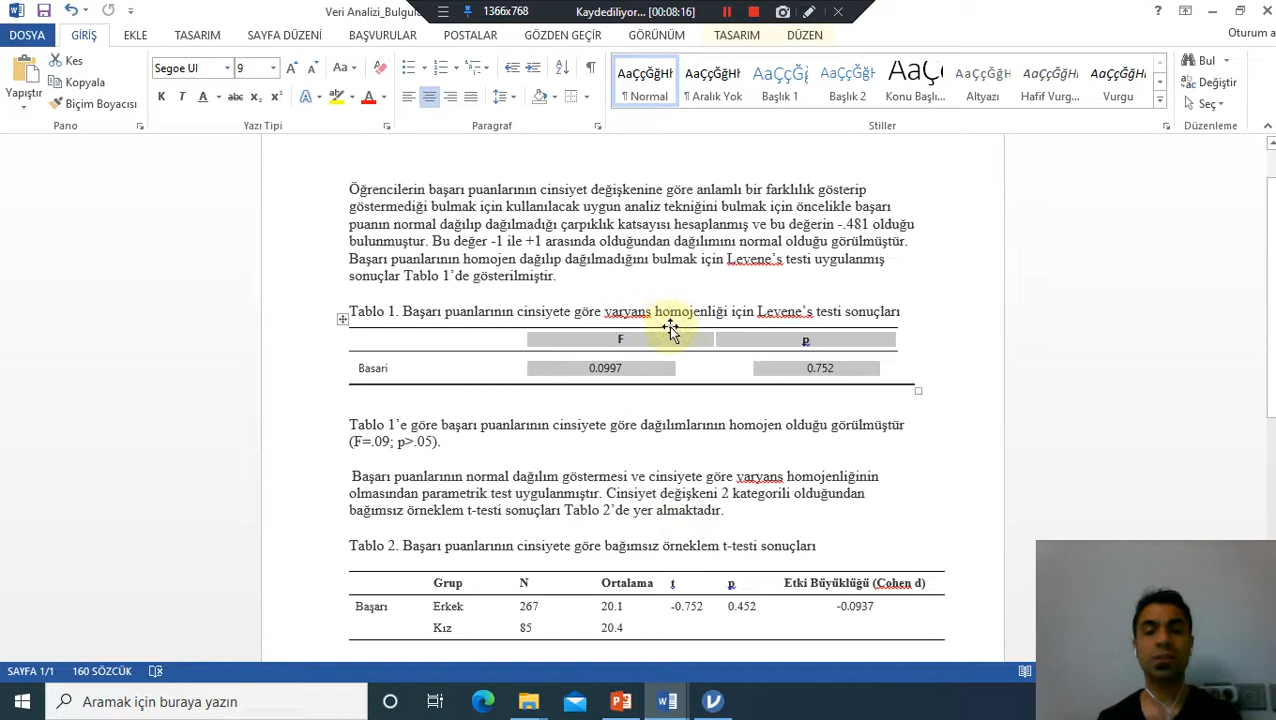 Veri Analizi_Bulgu
1366x768
Kaydediliyor... [00:08:16]
DOSYA GİRİŞ EKLE TASARIM SAYFA DÜZENİ BAŞVURULAR POSTALAR GÖZDEN GEÇİR GÖRÜNÜM TASARIM DÜZEN Oturum a
Yapıştır
Kes
Kopyala
Biçim Boyacısı
Pano
Segoe UI 9
Yazı Tipi
Paragraf
AaÇçĞğHł AaÇçĞğHł AaÇçĞğ AaÇçĞğH AaÇç AaÇçĞğH AaÇçĞğHł AaÇçĞğHł
¶ Normal ¶ Aralık Yok Başlık 1 Başlık 2 Konu Başlı... Altyazı Hafif Vurg... Vurgu
Stiller
Bul
Değiştir
Seç
Düzenleme
Öğrencilerin başarı puanlarının cinsiyet değişkenine göre anlamlı bir farklılık gösterip
göstermediği bulmak için kullanılacak uygun analiz tekniğini bulmak için öncelikle başarı
puanın normal dağılıp dağılmadığı çarpıklık katsayısı hesaplanmış ve bu değerin -.481 olduğu
bulunmuştur. Bu değer -1 ile +1 arasında olduğundan dağılımını normal olduğu görülmüştür.
Başarı puanlarının homojen dağılıp dağılmadığını bulmak için Levene’s testi uygulanmış
sonuçlar Tablo 1’de gösterilmiştir.
Tablo 1. Başarı puanlarının cinsiyete göre varyans homojenliği için Levene’s testi sonuçları
F p
Basari 0.0997 0.752
Tablo 1’e göre başarı puanlarının cinsiyete göre dağılımlarının homojen olduğu görülmüştür
(F=.09; p>.05).
Başarı puanlarının normal dağılım göstermesi ve cinsiyete göre varyans homojenliğinin
olmasından parametrik test uygulanmıştır. Cinsiyet değişkeni 2 kategorili olduğundan
bağımsız örneklem t-testi sonuçları Tablo 2’de yer almaktadır.
Tablo 2. Başarı puanlarının cinsiyete göre bağımsız örneklem t-testi sonuçları
Grup N Ortalama t p Etki Büyüklüğü (Cohen d)
Başarı Erkek 267 20.1 -0.752 0.452 -0.0937
Kız 85 20.4
SAYFA 1/1 160 SÖZCÜK
Aramak için buraya yazın